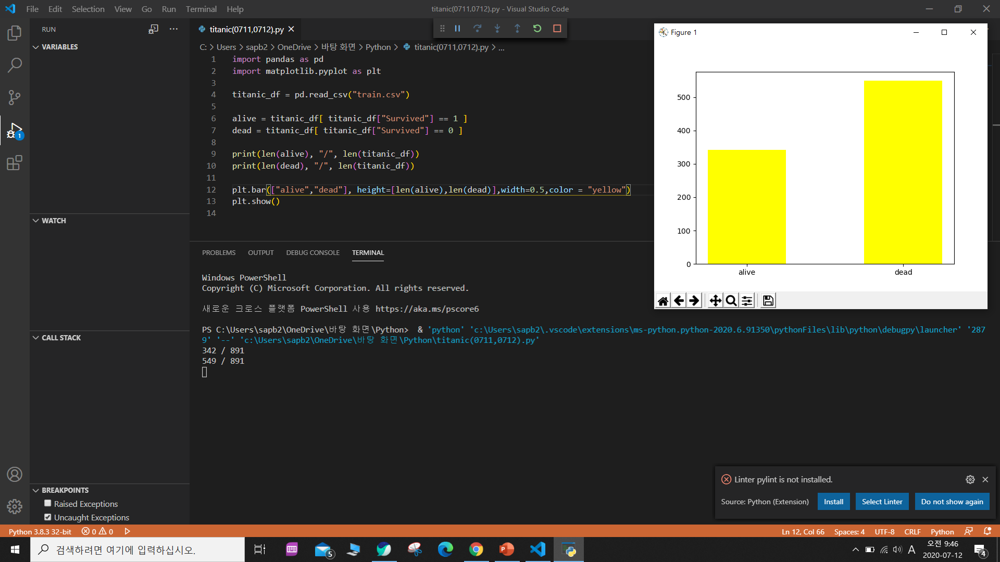 File Edit Selection View Go Run Terminal Help
titanic(0711,0712).py - Visual Studio Code
RUN
titanic(0711,0712).py
VARIABLES
C: > Users > sapb2 > OneDrive > 바탕 화면 > Python > titanic(0711,0712).py > ...
1 import pandas as pd
2 import matplotlib.pyplot as plt
3
4 titanic_df = pd.read_csv("train.csv")
5
6 alive = titanic_df[ titanic_df["Survived"] == 1 ]
7 dead = titanic_df[ titanic_df["Survived"] == 0 ]
8
9 print(len(alive), "/", len(titanic_df))
10 print(len(dead), "/", len(titanic_df))
11
12 plt.bar(["alive","dead"], height=[len(alive),len(dead)],width=0.5,color = "yellow")
13 plt.show()
14
Figure 1
500
400
300
200
100
0
alive dead
1
WATCH
CALL STACK
BREAKPOINTS
Raised Exceptions
Uncaught Exceptions
PROBLEMS OUTPUT DEBUG CONSOLE TERMINAL
Windows PowerShell
Copyright (C) Microsoft Corporation. All rights reserved.
새로운 크로스 플랫폼 PowerShell 사용 https://aka.ms/pscore6
PS C:\Users\sapb2\OneDrive\바탕 화면\Python>  & 'python' 'c:\Users\sapb2\.vscode\extensions\ms-python.python-2020.6.91350\pythonFiles\lib\python\debugpy\launcher' '287
9' '--' 'c:\Users\sapb2\OneDrive\바탕 화면\Python\titanic(0711,0712).py'
342 / 891
549 / 891
Linter pylint is not installed.
Source: Python (Extension) Install Select Linter Do not show again
Python 3.8.3 32-bit 0 0
Ln 12, Col 66 Spaces: 4 UTF-8 CRLF Python
검색하려면 여기에 입력하십시오.
5
A
오전 9:46
2020-07-12
4